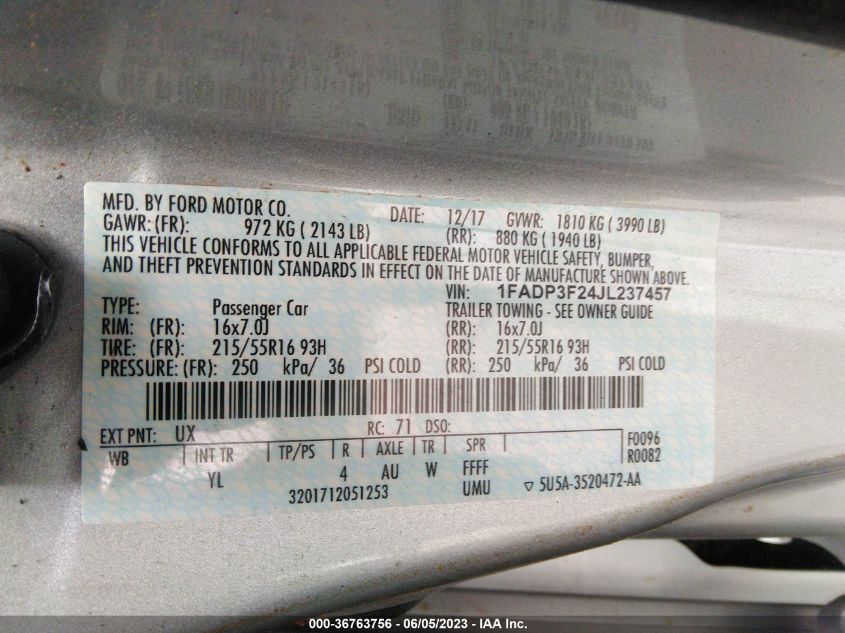 MFD. BY FORD MOTOR CO.
DATE: 12/17 GVWR: 1810 KG ( 3990 LB)
GAWR: (FR): 972 KG ( 2143 LB) (RR): 880 KG ( 1940 LB)
THIS VEHICLE CONFORMS TO ALL APPLICABLE FEDERAL MOTOR VEHICLE SAFETY, BUMPER,
AND THEFT PREVENTION STANDARDS IN EFFECT ON THE DATE OF MANUFACTURE SHOWN ABOVE.
VIN: 1FADP3F24JL237457
TYPE: Passenger Car TRAILER TOWING - SEE OWNER GUIDE
RIM: (FR): 16x7.0J (RR): 16x7.0J
TIRE: (FR): 215/55R16 93H (RR): 215/55R16 93H
PRESSURE: (FR): 250 kPa/ 36 PSI COLD (RR): 250 kPa/ 36 PSI COLD
EXT PNT: UX RC: 71 DSO:
WB INT TR TP/PS R AXLE TR SPR F0096
R0082
YL 4 AU W FFFF
3201712051253 UMU ▽ 5U5A-3520472-AA
000-36763756 - 06/05/2023 - IAA Inc.